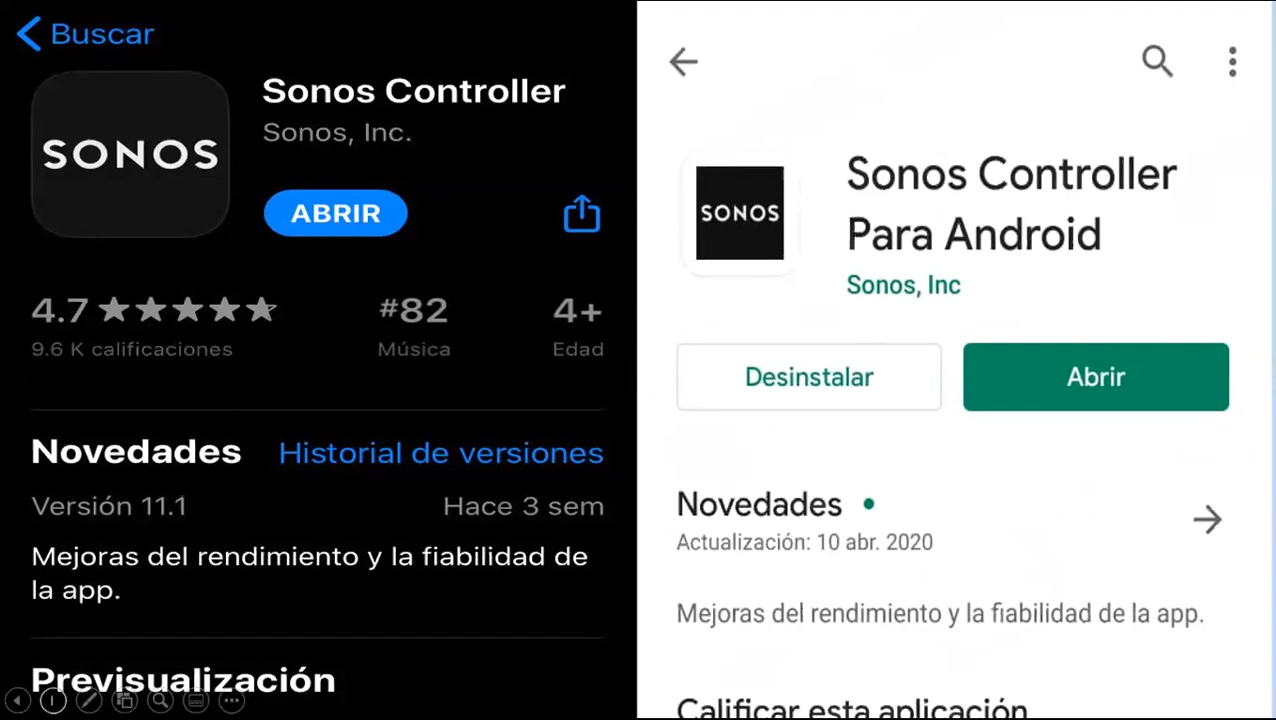 Buscar
SONOS
Sonos Controller
Sonos, Inc.
ABRIR
4.7
#82
4+
9.6 K calificaciones
Música
Edad
Novedades
Historial de versiones
Versión 11.1
Hace 3 sem
Mejoras del rendimiento y la fiabilidad de
la app.
Previsualización
SONOS
Sonos Controller
Para Android
Sonos, Inc
Desinstalar
Abrir
Novedades
Actualización: 10 abr. 2020
Mejoras del rendimiento y la fiabilidad de la app.
Calificar esta aplicación